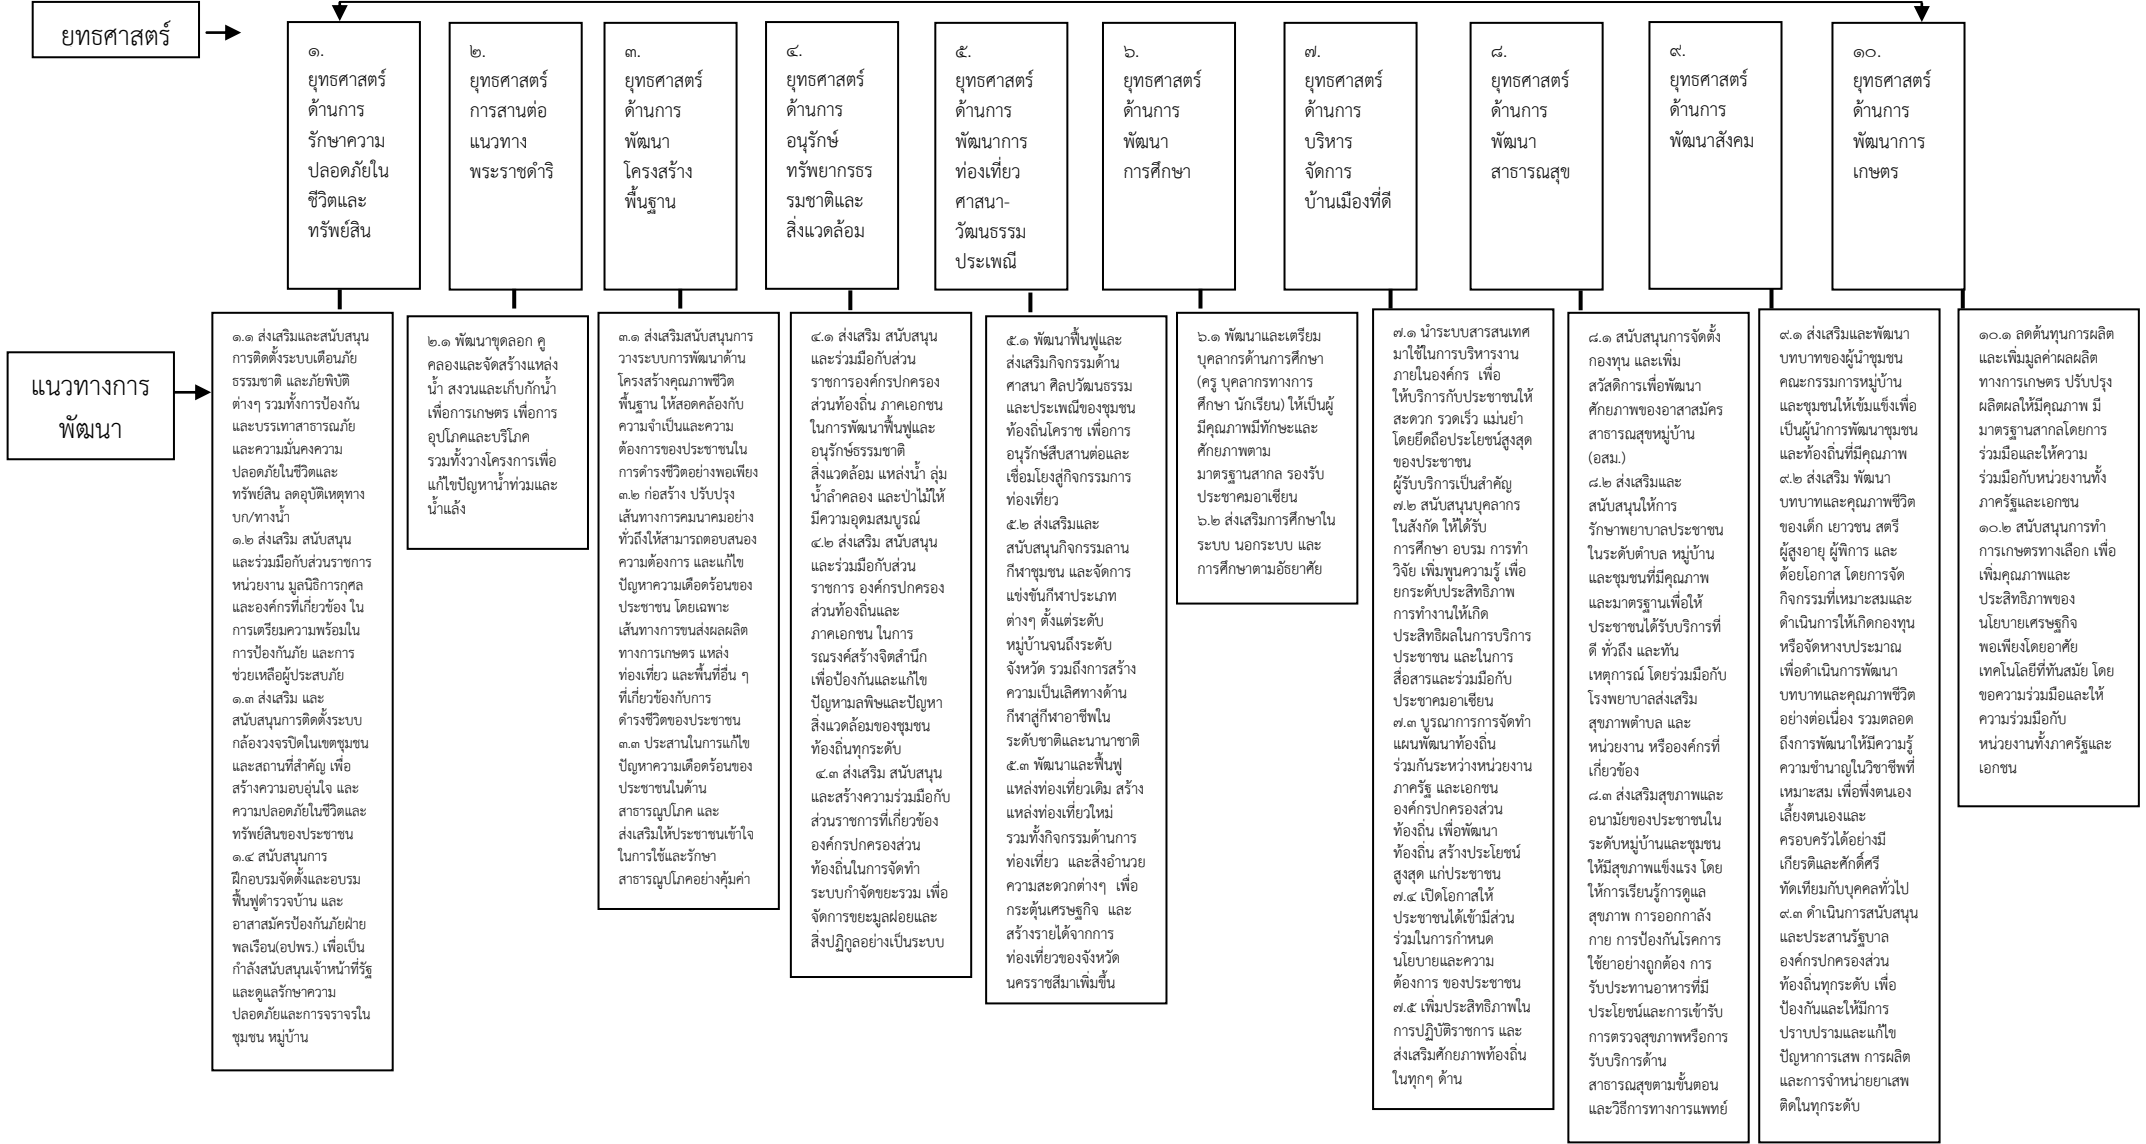 ยทธศาสตร์
๑.
ยุทธศาสตร์
ด้านการ
รักษาความ
ปลอดภัยใน
ชีวิตและ
ทรัพย์สิน
๒.
ยุทธศาสตร์
การสานต่อ
แนวทาง
พระราชดำริ
๓.
ยุทธศาสตร์
ด้านการ
พัฒนา
โครงสร้าง
พื้นฐาน
๔.
ยุทธศาสตร์
ด้านการ
อนุรักษ์
ทรัพยากรธร
รมชาติและ
สิ่งแวดล้อม
๕.
ยุทธศาสตร์
ด้านการ
พัฒนาการ
ท่องเที่ยว
ศาสนา-
วัฒนธรรม
ประเพณี
๖.
ยุทธศาสตร์
ด้านการ
พัฒนา
การศึกษา
๗.
ยุทธศาสตร์
ด้านการ
บริหาร
จัดการ
บ้านเมืองที่ดี
๘.
ยุทธศาสตร์
ด้านการ
พัฒนา
สาธารณสุข
๙.
ยุทธศาสตร์
ด้านการ
พัฒนาสังคม
๑๐.
ยุทธศาสตร์
ด้านการ
พัฒนาการ
เกษตร
แนวทางการ
พัฒนา
๑.๑ ส่งเสริมและสนับสนุน
การติดตั้งระบบเตือนภัย
ธรรมชาติ และภัยพิบัติ
ต่างๆ รวมทั้งการป้องกัน
และบรรเทาสาธารณภัย
และความมั่นคงความ
ปลอดภัยในชีวิตและ
ทรัพย์สิน ลดอุบัติเหตุทาง
บก/ทางน้ำ
๑.๒ ส่งเสริม สนับสนุน
และร่วมมือกับส่วนราชการ
หน่วยงาน มูลนิธิการกุศล
และองค์กรที่เกี่ยวข้อง ใน
การเตรียมความพร้อมใน
การป้องกันภัย และการ
ช่วยเหลือผู้ประสบภัย
๑.๓ ส่งเสริม และ
สนับสนุนการติดตั้งระบบ
กล้องวงจรปิดในเขตชุมชน
และสถานที่สำคัญ เพื่อ
สร้างความอบอุ่นใจ และ
ความปลอดภัยในชีวิตและ
ทรัพย์สินของประชาชน
๑.๔ สนับสนุนการ
ฝึกอบรมจัดตั้งและอบรม
ฟื้นฟูตำรวจบ้าน และ
อาสาสมัครป้องกันภัยฝ่าย
พลเรือน(อปพร.) เพื่อเป็น
กำลังสนับสนุนเจ้าหน้าที่รัฐ
และดูแลรักษาความ
ปลอดภัยและการจราจรใน
ชุมชน หมู่บ้าน
๒.๑ พัฒนาขุดลอก คู
คลองและจัดสร้างแหล่ง
น้ำ สงวนและเก็บกักน้ำ
เพื่อการเกษตร เพื่อการ
อุปโภคและบริโภค
รวมทั้งวางโครงการเพื่อ
แก้ไขปัญหาน้ำท่วมและ
น้ำแล้ง
๓.๑ ส่งเสริมสนับสนุนการ
วางระบบการพัฒนาด้าน
โครงสร้างคุณภาพชีวิต
พื้นฐาน ให้สอดคล้องกับ
ความจำเป็นและความ
ต้องการของประชาชนใน
การดำรงชีวิตอย่างพอเพียง
๓.๒ ก่อสร้าง ปรับปรุง
เส้นทางการคมนาคมอย่าง
ทั่วถึงให้สามารถตอบสนอง
ความต้องการ และแก้ไข
ปัญหาความเดือดร้อนของ
ประชาชน โดยเฉพาะ
เส้นทางการขนส่งผลผลิต
ทางการเกษตร แหล่ง
ท่องเที่ยว และพื้นที่อื่น ๆ
ที่เกี่ยวข้องกับการ
ดำรงชีวิตของประชาชน
๓.๓ ประสานในการแก้ไข
ปัญหาความเดือดร้อนของ
ประชาชนในด้าน
สาธารณูปโภค และ
ส่งเสริมให้ประชาชนเข้าใจ
ในการใช้และรักษา
สาธารณูปโภคอย่างคุ้มค่า
๔.๑ ส่งเสริม สนับสนุน
และร่วมมือกับส่วน
ราชการองค์กรปกครอง
ส่วนท้องถิ่น ภาคเอกชน
ในการพัฒนาฟื้นฟูและ
อนุรักษ์ธรรมชาติ
สิ่งแวดล้อม แหล่งน้ำ ลุ่ม
น้ำลำคลอง และป่าไม้ให้
มีความอุดมสมบูรณ์
๔.๒ ส่งเสริม สนับสนุน
และร่วมมือกับส่วน
ราชการ องค์กรปกครอง
ส่วนท้องถิ่นและ
ภาคเอกชน ในการ
รณรงค์สร้างจิตสำนึก
เพื่อป้องกันและแก้ไข
ปัญหามลพิษและปัญหา
สิ่งแวดล้อมของชุมชน
ท้องถิ่นทุกระดับ
๔.๓ ส่งเสริม สนับสนุน
และสร้างความร่วมมือกับ
ส่วนราชการที่เกี่ยวข้อง
องค์กรปกครองส่วน
ท้องถิ่นในการจัดทำ
ระบบกำจัดขยะรวม เพื่อ
จัดการขยะมูลฝอยและ
สิ่งปฏิกูลอย่างเป็นระบบ
๕.๑ พัฒนาฟื้นฟูและ
ส่งเสริมกิจกรรมด้าน
ศาสนา ศิลปวัฒนธรรม
และประเพณีของชุมชน
ท้องถิ่นโคราช เพื่อการ
อนุรักษ์สืบสานต่อและ
เชื่อมโยงสู่กิจกรรมการ
ท่องเที่ยว
๕.๒ ส่งเสริมและ
สนับสนุนกิจกรรมลาน
กีฬาชุมชน และจัดการ
แข่งขันกีฬาประเภท
ต่างๆ ตั้งแต่ระดับ
หมู่บ้านจนถึงระดับ
จังหวัด รวมถึงการสร้าง
ความเป็นเลิศทางด้าน
กีฬาสู่กีฬาอาชีพใน
ระดับชาติและนานาชาติ
๕.๓ พัฒนาและฟื้นฟู
แหล่งท่องเที่ยวเดิม สร้าง
แหล่งท่องเที่ยวใหม่
รวมทั้งกิจกรรมด้านการ
ท่องเที่ยว และสิ่งอำนวย
ความสะดวกต่างๆ เพื่อ
กระตุ้นเศรษฐกิจ และ
สร้างรายได้จากการ
ท่องเที่ยวของจังหวัด
นครราชสีมาเพิ่มขึ้น
๖.๑ พัฒนาและเตรียม
บุคลากรด้านการศึกษา
(ครู บุคลากรทางการ
ศึกษา นักเรียน) ให้เป็นผู้
มีคุณภาพมีทักษะและ
ศักยภาพตาม
มาตรฐานสากล รองรับ
ประชาคมอาเซียน
๖.๒ ส่งเสริมการศึกษาใน
ระบบ นอกระบบ และ
การศึกษาตามอัธยาศัย
๗.๑ นำระบบสารสนเทศ
มาใช้ในการบริหารงาน
ภายในองค์กร เพื่อ
ให้บริการกับประชาชนให้
สะดวก รวดเร็ว แม่นยำ
โดยยึดถือประโยชน์สูงสุด
ของประชาชน
ผู้รับบริการเป็นสำคัญ
๗.๒ สนับสนุนบุคลากร
ในสังกัด ให้ได้รับ
การศึกษา อบรม การทำ
วิจัย เพิ่มพูนความรู้ เพื่อ
ยกระดับประสิทธิภาพ
การทำงานให้เกิด
ประสิทธิผลในการบริการ
ประชาชน และในการ
สื่อสารและร่วมมือกับ
ประชาคมอาเซียน
๗.๓ บูรณาการการจัดทำ
แผนพัฒนาท้องถิ่น
ร่วมกันระหว่างหน่วยงาน
ภาครัฐ และเอกชน
องค์กรปกครองส่วน
ท้องถิ่น เพื่อพัฒนา
ท้องถิ่น สร้างประโยชน์
สูงสุด แก่ประชาชน
๗.๔ เปิดโอกาสให้
ประชาชนได้เข้ามีส่วน
ร่วมในการกำหนด
นโยบายและความ
ต้องการ ของประชาชน
๗.๕ เพิ่มประสิทธิภาพใน
การปฏิบัติราชการ และ
ส่งเสริมศักยภาพท้องถิ่น
ในทุกๆ ด้าน
๘.๑ สนับสนุนการจัดตั้ง
กองทุน และเพิ่ม
สวัสดิการเพื่อพัฒนา
ศักยภาพของอาสาสมัคร
สาธารณสุขหมู่บ้าน
(อสม.)
๘.๒ ส่งเสริมและ
สนับสนุนให้การ
รักษาพยาบาลประชาชน
ในระดับตำบล หมู่บ้าน
และชุมชนที่มีคุณภาพ
และมาตรฐานเพื่อให้
ประชาชนได้รับบริการที่
ดี ทั่วถึง และทัน
เหตุการณ์ โดยร่วมมือกับ
โรงพยาบาลส่งเสริม
สุขภาพตำบล และ
หน่วยงาน หรือองค์กรที่
เกี่ยวข้อง
๘.๓ ส่งเสริมสุขภาพและ
อนามัยของประชาชนใน
ระดับหมู่บ้านและชุมชน
ให้มีสุขภาพแข็งแรง โดย
ให้การเรียนรู้การดูแล
สุขภาพ การออกกาลัง
กาย การป้องกันโรคการ
ใช้ยาอย่างถูกต้อง การ
รับประทานอาหารที่มี
ประโยชน์และการเข้ารับ
การตรวจสุขภาพหรือการ
รับบริการด้าน
สาธารณสุขตามขั้นตอน
และวิธีการทางการแพทย์
๙.๑ ส่งเสริมและพัฒนา
บทบาทของผู้นำชุมชน
คณะกรรมการหมู่บ้าน
และชุมชนให้เข้มแข็งเพื่อ
เป็นผู้นำการพัฒนาชุมชน
และท้องถิ่นที่มีคุณภาพ
๙.๒ ส่งเสริม พัฒนา
บทบาทและคุณภาพชีวิต
ของเด็ก เยาวชน สตรี
ผู้สูงอายุ ผู้พิการ และ
ด้อยโอกาส โดยการจัด
กิจกรรมที่เหมาะสมและ
ดำเนินการให้เกิดกองทุน
หรือจัดหางบประมาณ
เพื่อดำเนินการพัฒนา
บทบาทและคุณภาพชีวิต
อย่างต่อเนื่อง รวมตลอด
ถึงการพัฒนาให้มีความรู้
ความชำนาญในวิชาชีพที่
เหมาะสม เพื่อพึ่งตนเอง
เลี้ยงตนเองและ
ครอบครัวได้อย่างมี
เกียรติและศักดิ์ศรี
ทัดเทียมกับบุคคลทั่วไป
๙.๓ ดำเนินการสนับสนุน
และประสานรัฐบาล
องค์กรปกครองส่วน
ท้องถิ่นทุกระดับ เพื่อ
ป้องกันและให้มีการ
ปราบปรามและแก้ไข
ปัญหาการเสพ การผลิต
และการจำหน่ายยาเสพ
ติดในทุกระดับ
๑๐.๑ ลดต้นทุนการผลิต
และเพิ่มมูลค่าผลผลิต
ทางการเกษตร ปรับปรุง
ผลิตผลให้มีคุณภาพ มี
มาตรฐานสากลโดยการ
ร่วมมือและให้ความ
ร่วมมือกับหน่วยงานทั้ง
ภาครัฐและเอกชน
๑๐.๒ สนับสนุนการทำ
การเกษตรทางเลือก เพื่อ
เพิ่มคุณภาพและ
ประสิทธิภาพของ
นโยบายเศรษฐกิจ
พอเพียงโดยอาศัย
เทคโนโลยีที่ทันสมัย โดย
ขอความร่วมมือและให้
ความร่วมมือกับ
หน่วยงานทั้งภาครัฐและ
เอกชน